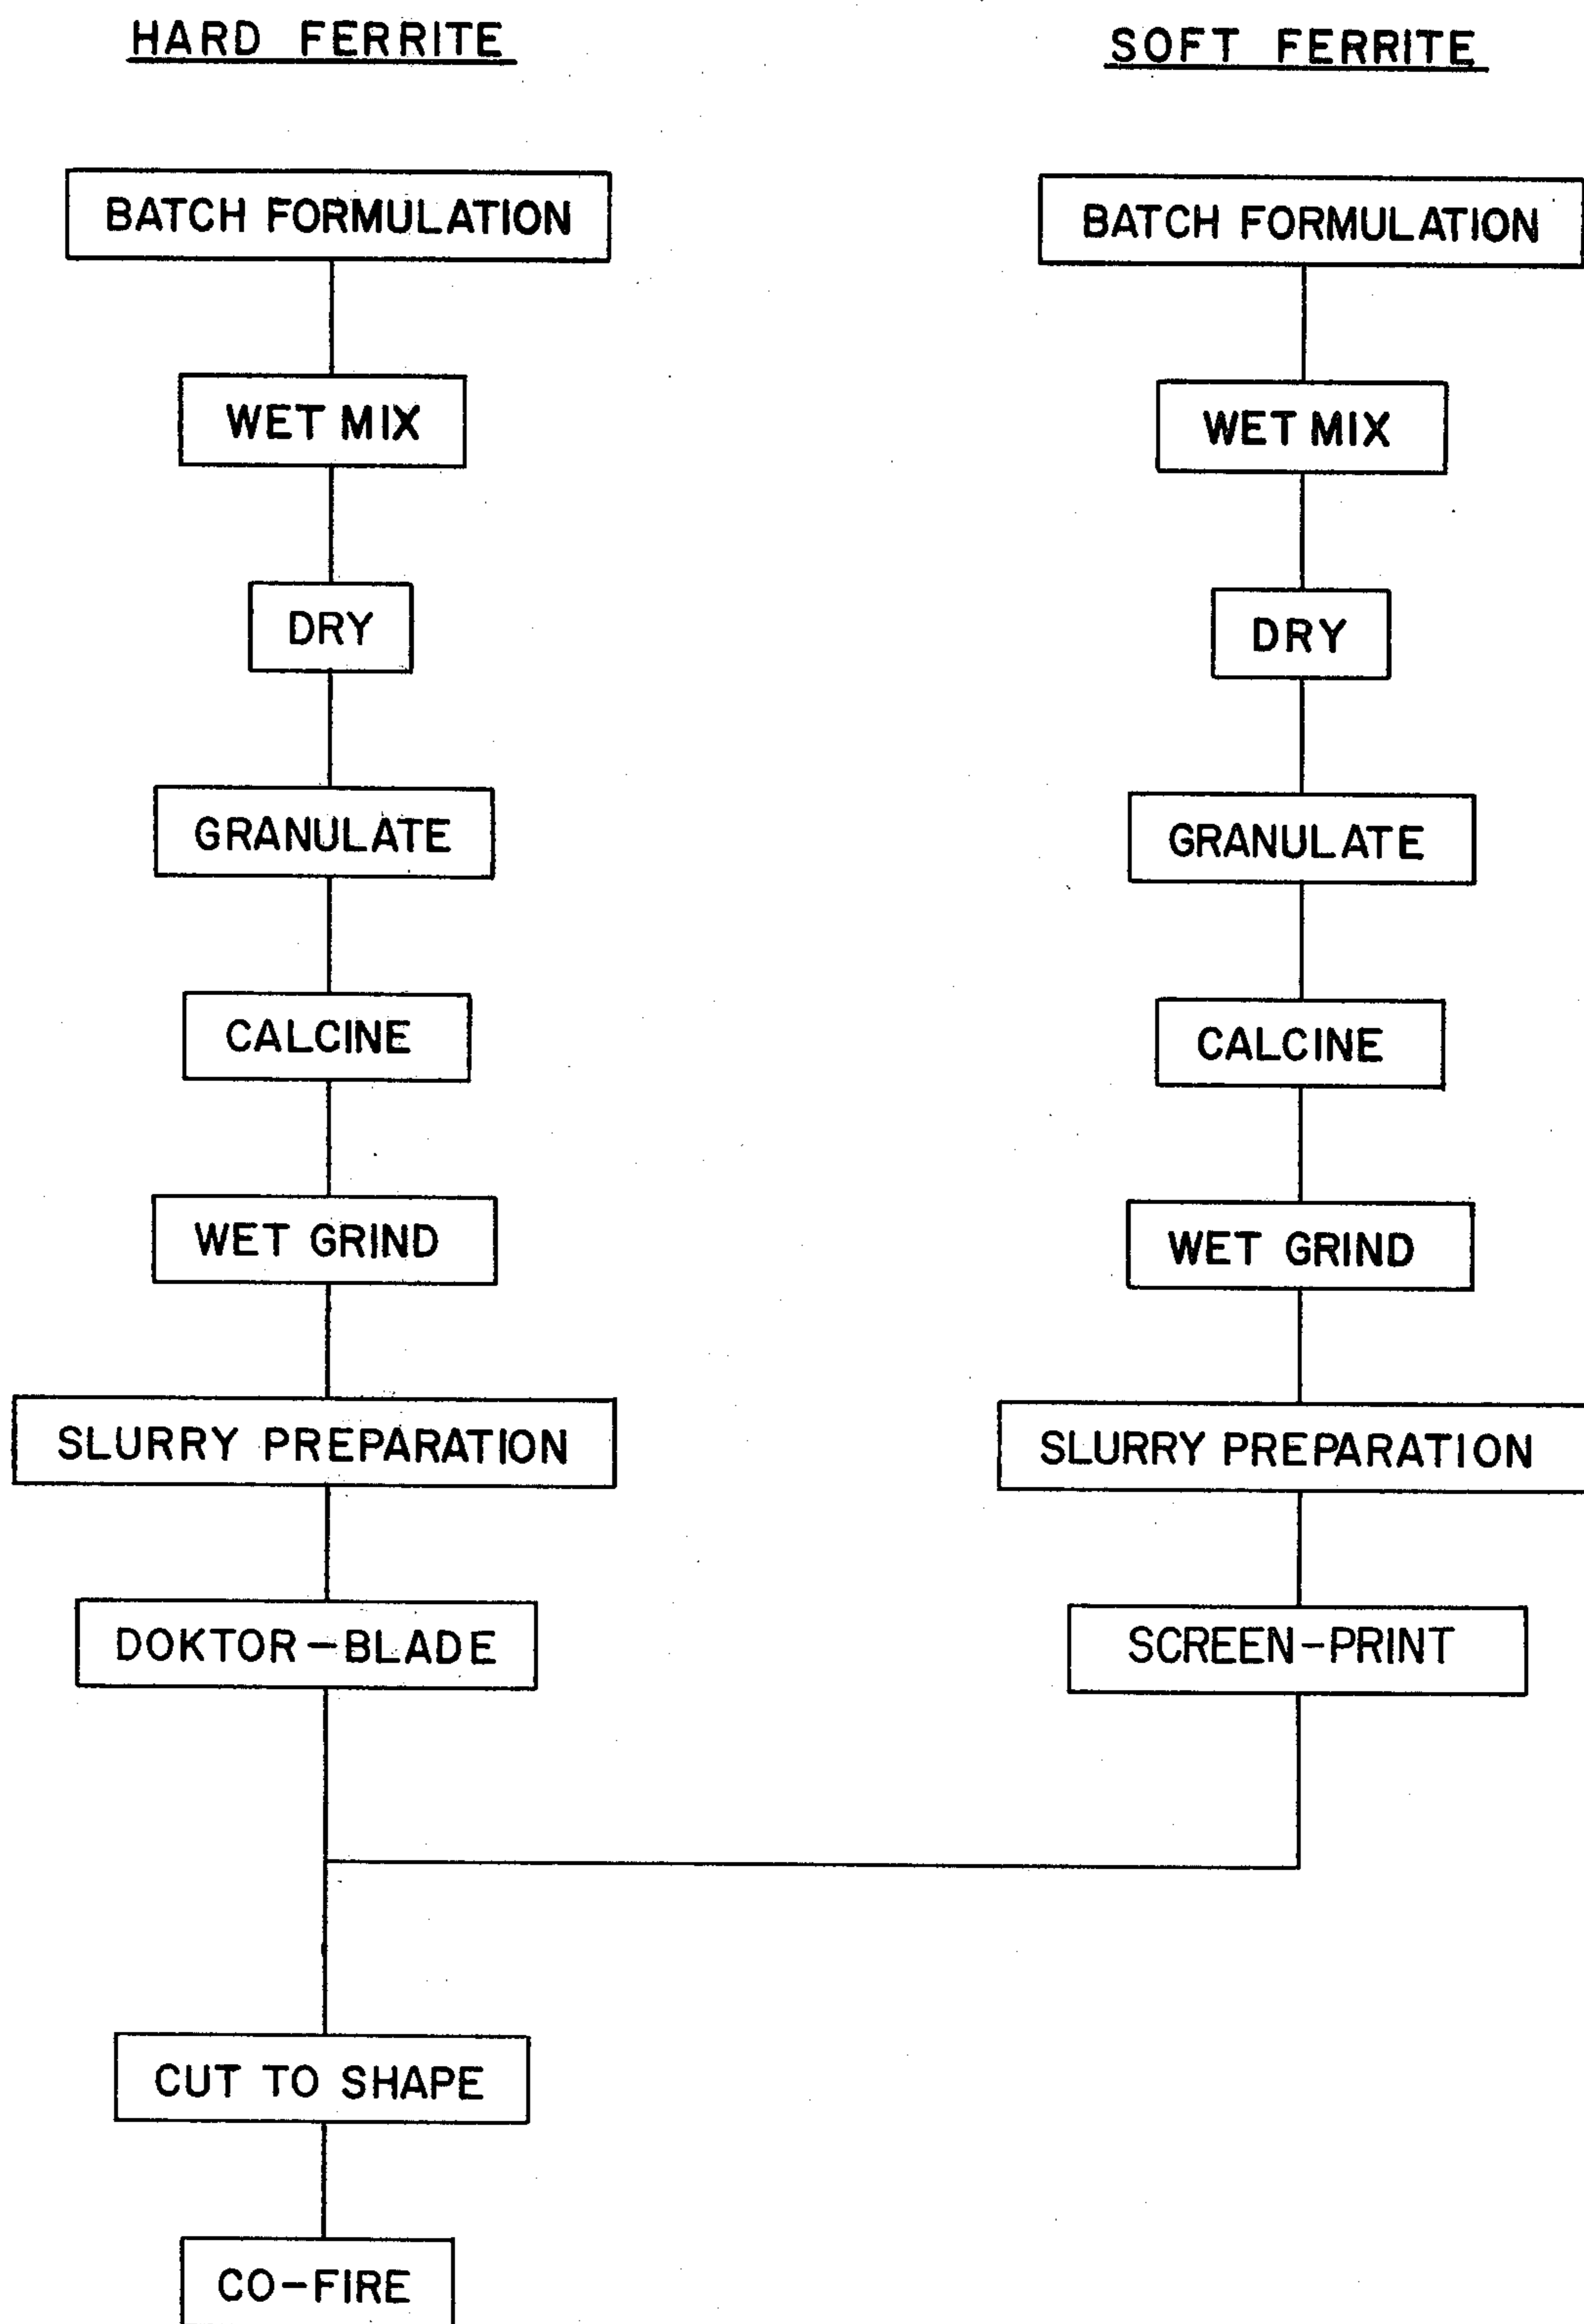 HARD FERRITE
BATCH FORMULATION
WET MIX
DRY
GRANULATE
CALCINE
WET GRIND
SLURRY PREPARATION
DOKTOR-BLADE
SOFT FERRITE
BATCH FORMULATION
WET MIX
DRY
GRANULATE
CALCINE
WET GRIND
SLURRY PREPARATION
SCREEN-PRINT
CUT TO SHAPE
CO-FIRE